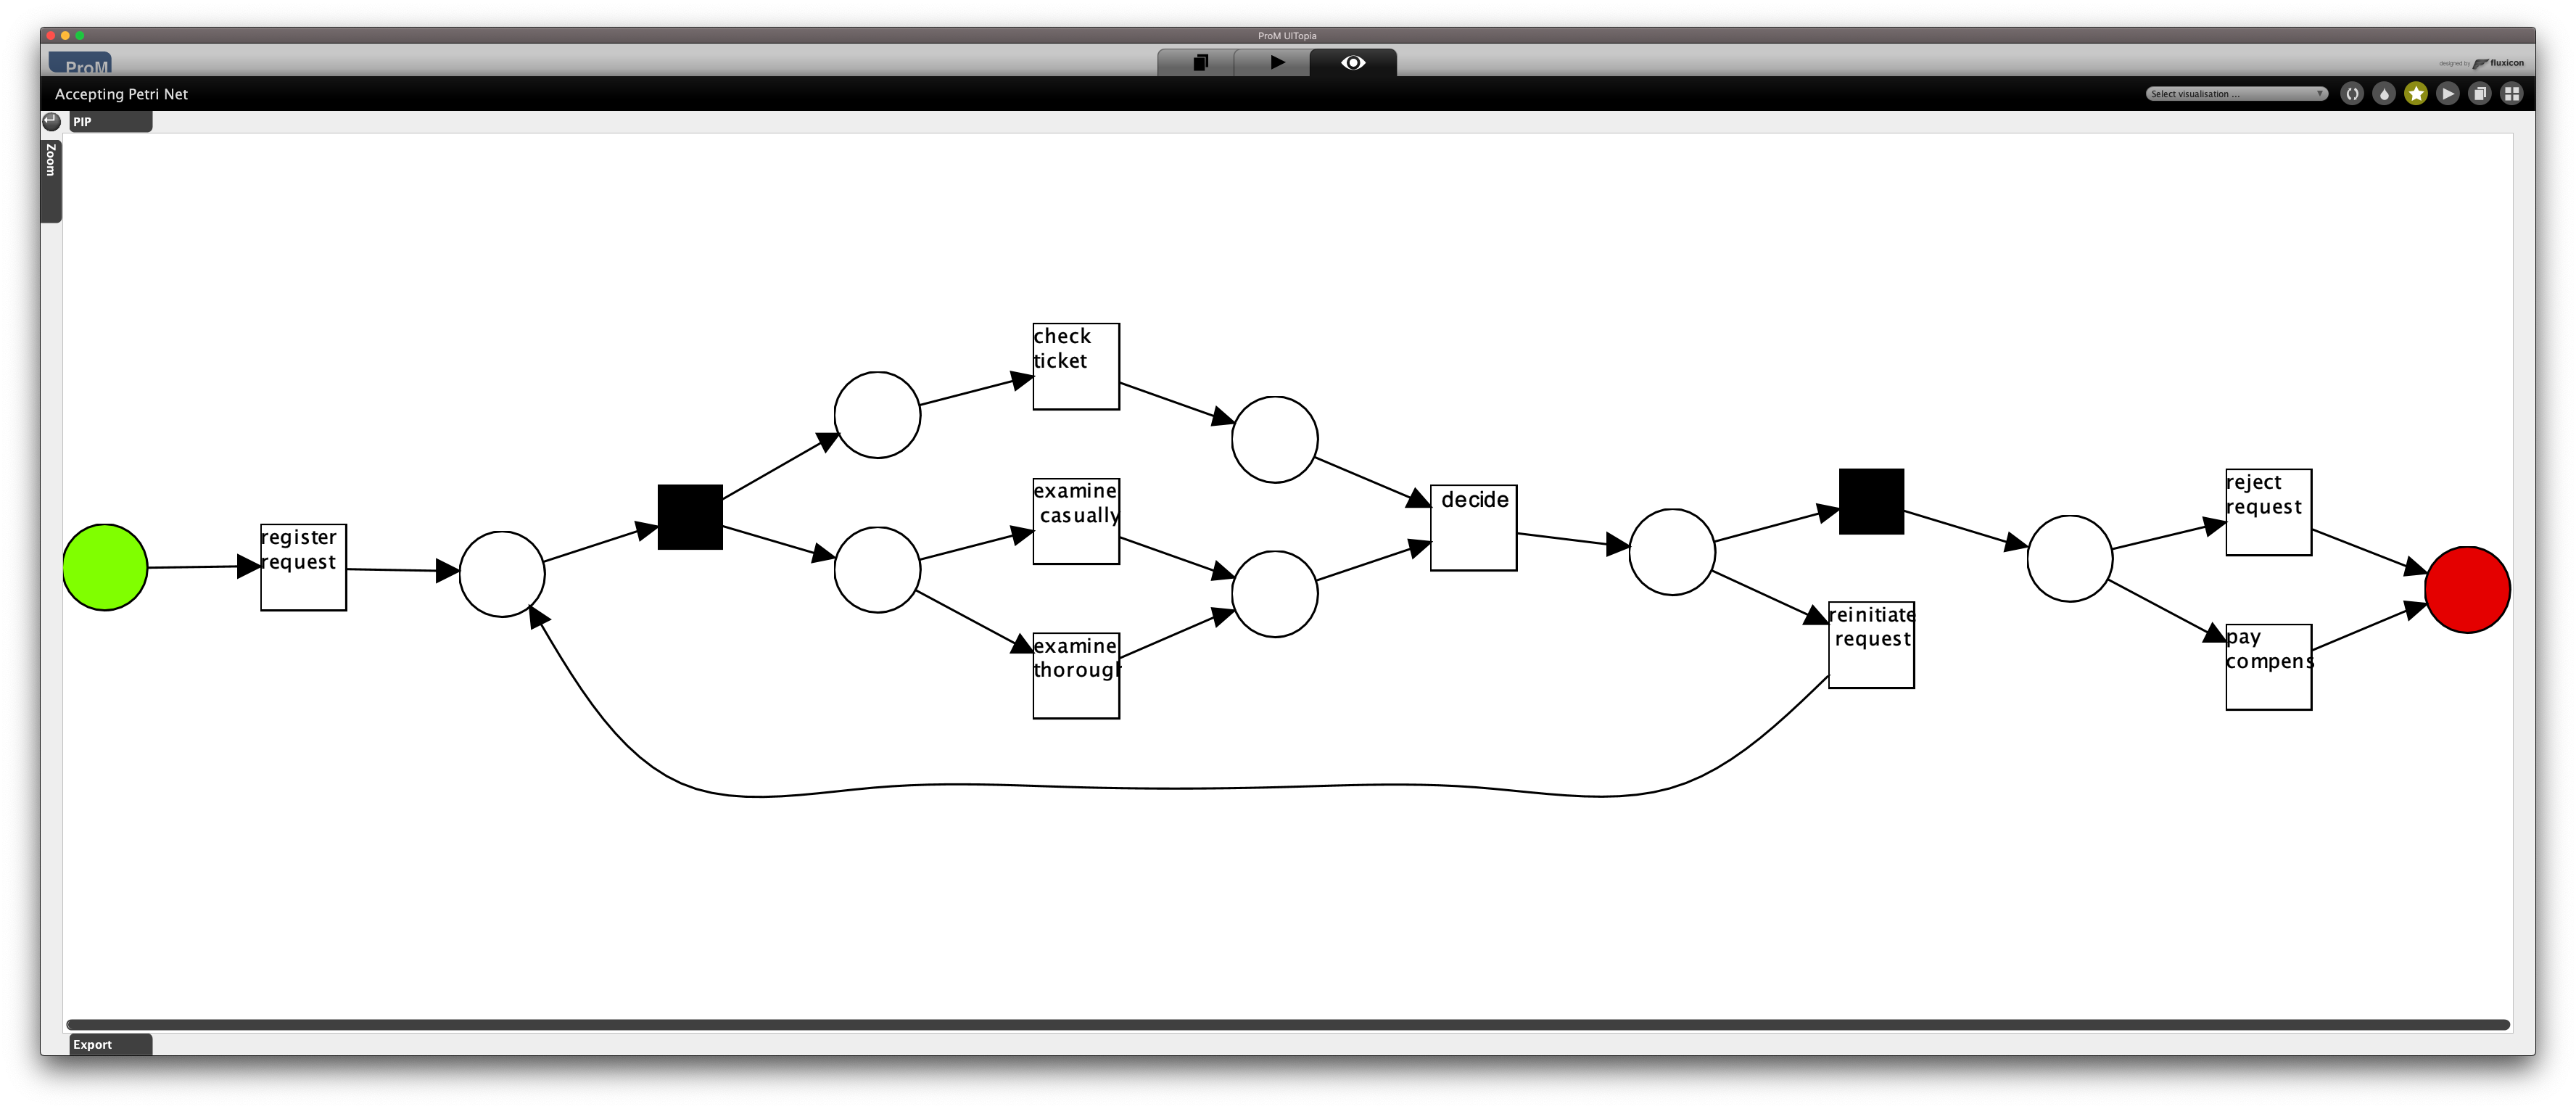 ProM UITopia
ProM
designed by fluxicon
Accepting Petri Net
Select visualisation ...
PIP
Zoom
check
ticket
examine
casually
decide
reject
request
register
request
reinitiate
request
examine
thorough
pay
compens
Export